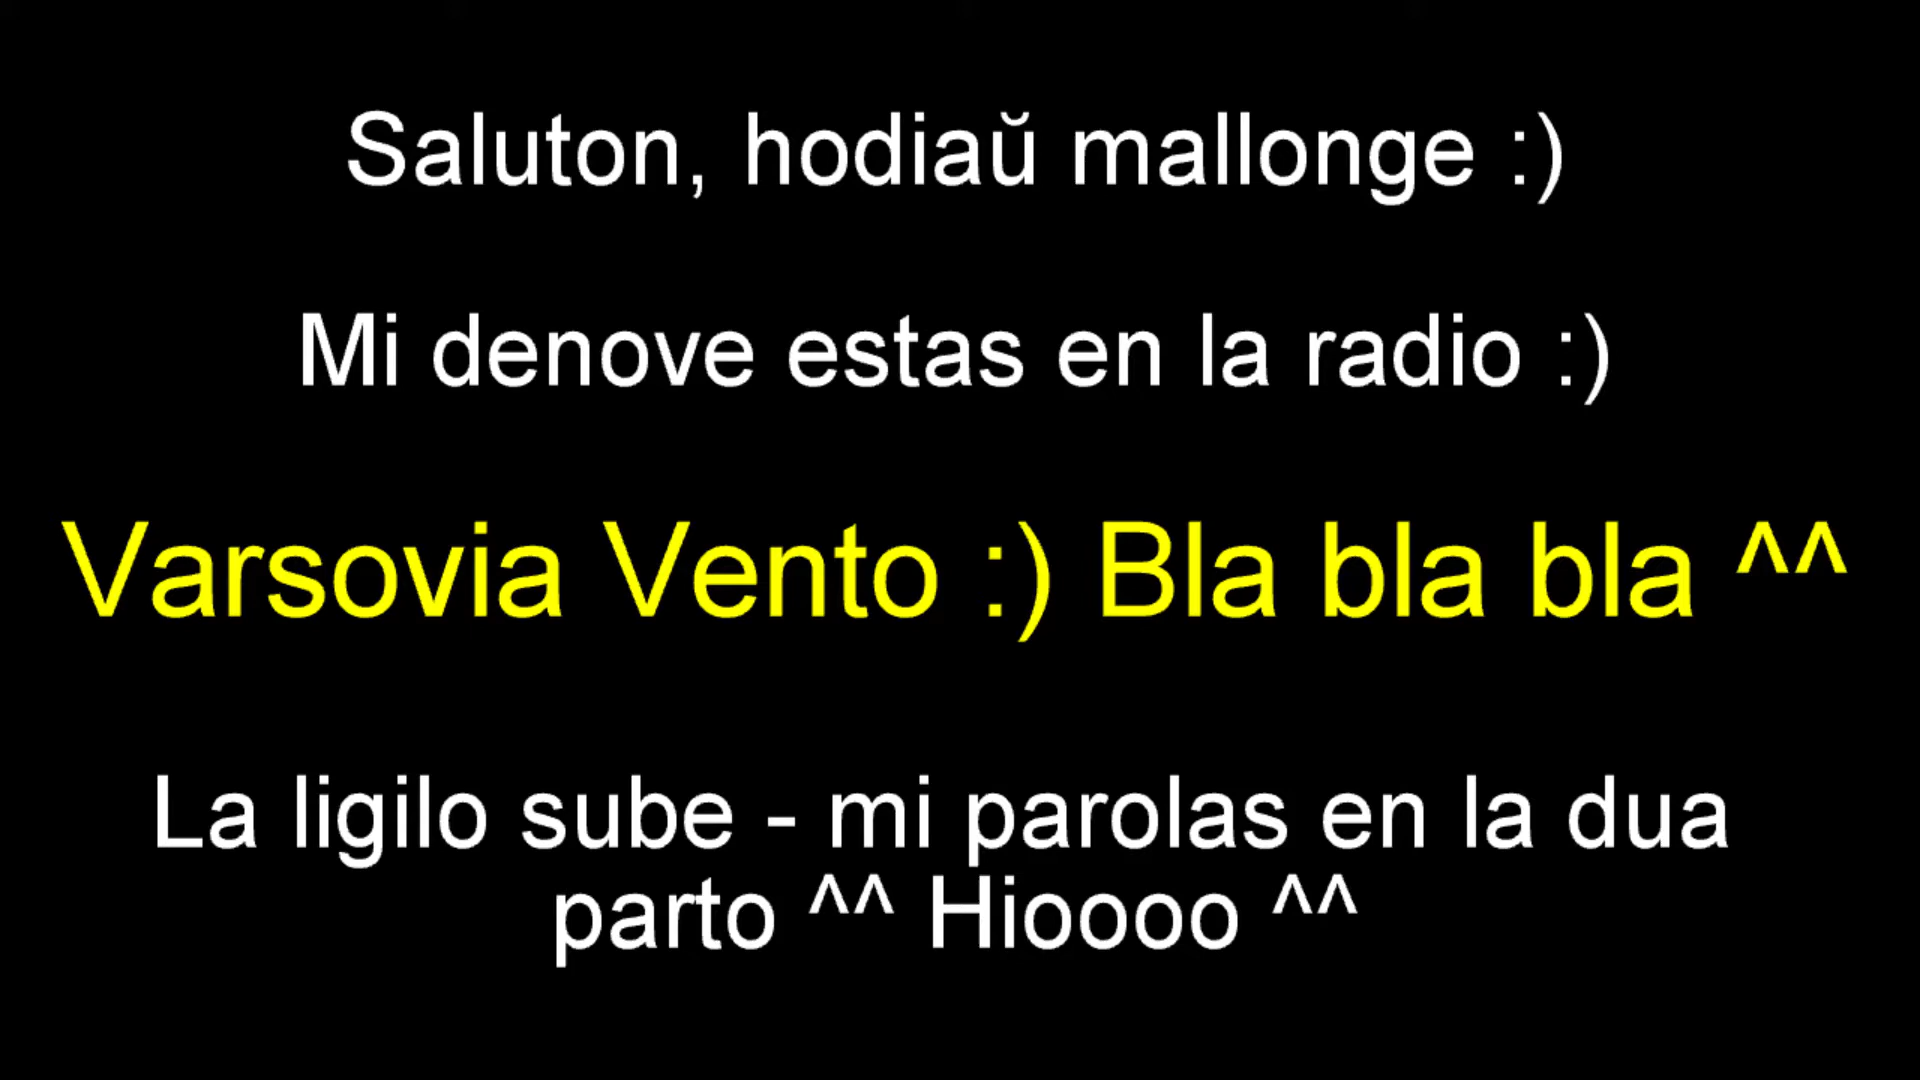 Saluton, hodiaŭ mallonge :)
Mi denove estas en la radio :)
Varsovia Vento :) Bla bla bla ^^
La ligilo sube - mi parolas en la dua
parto ^^ Hioooo ^^